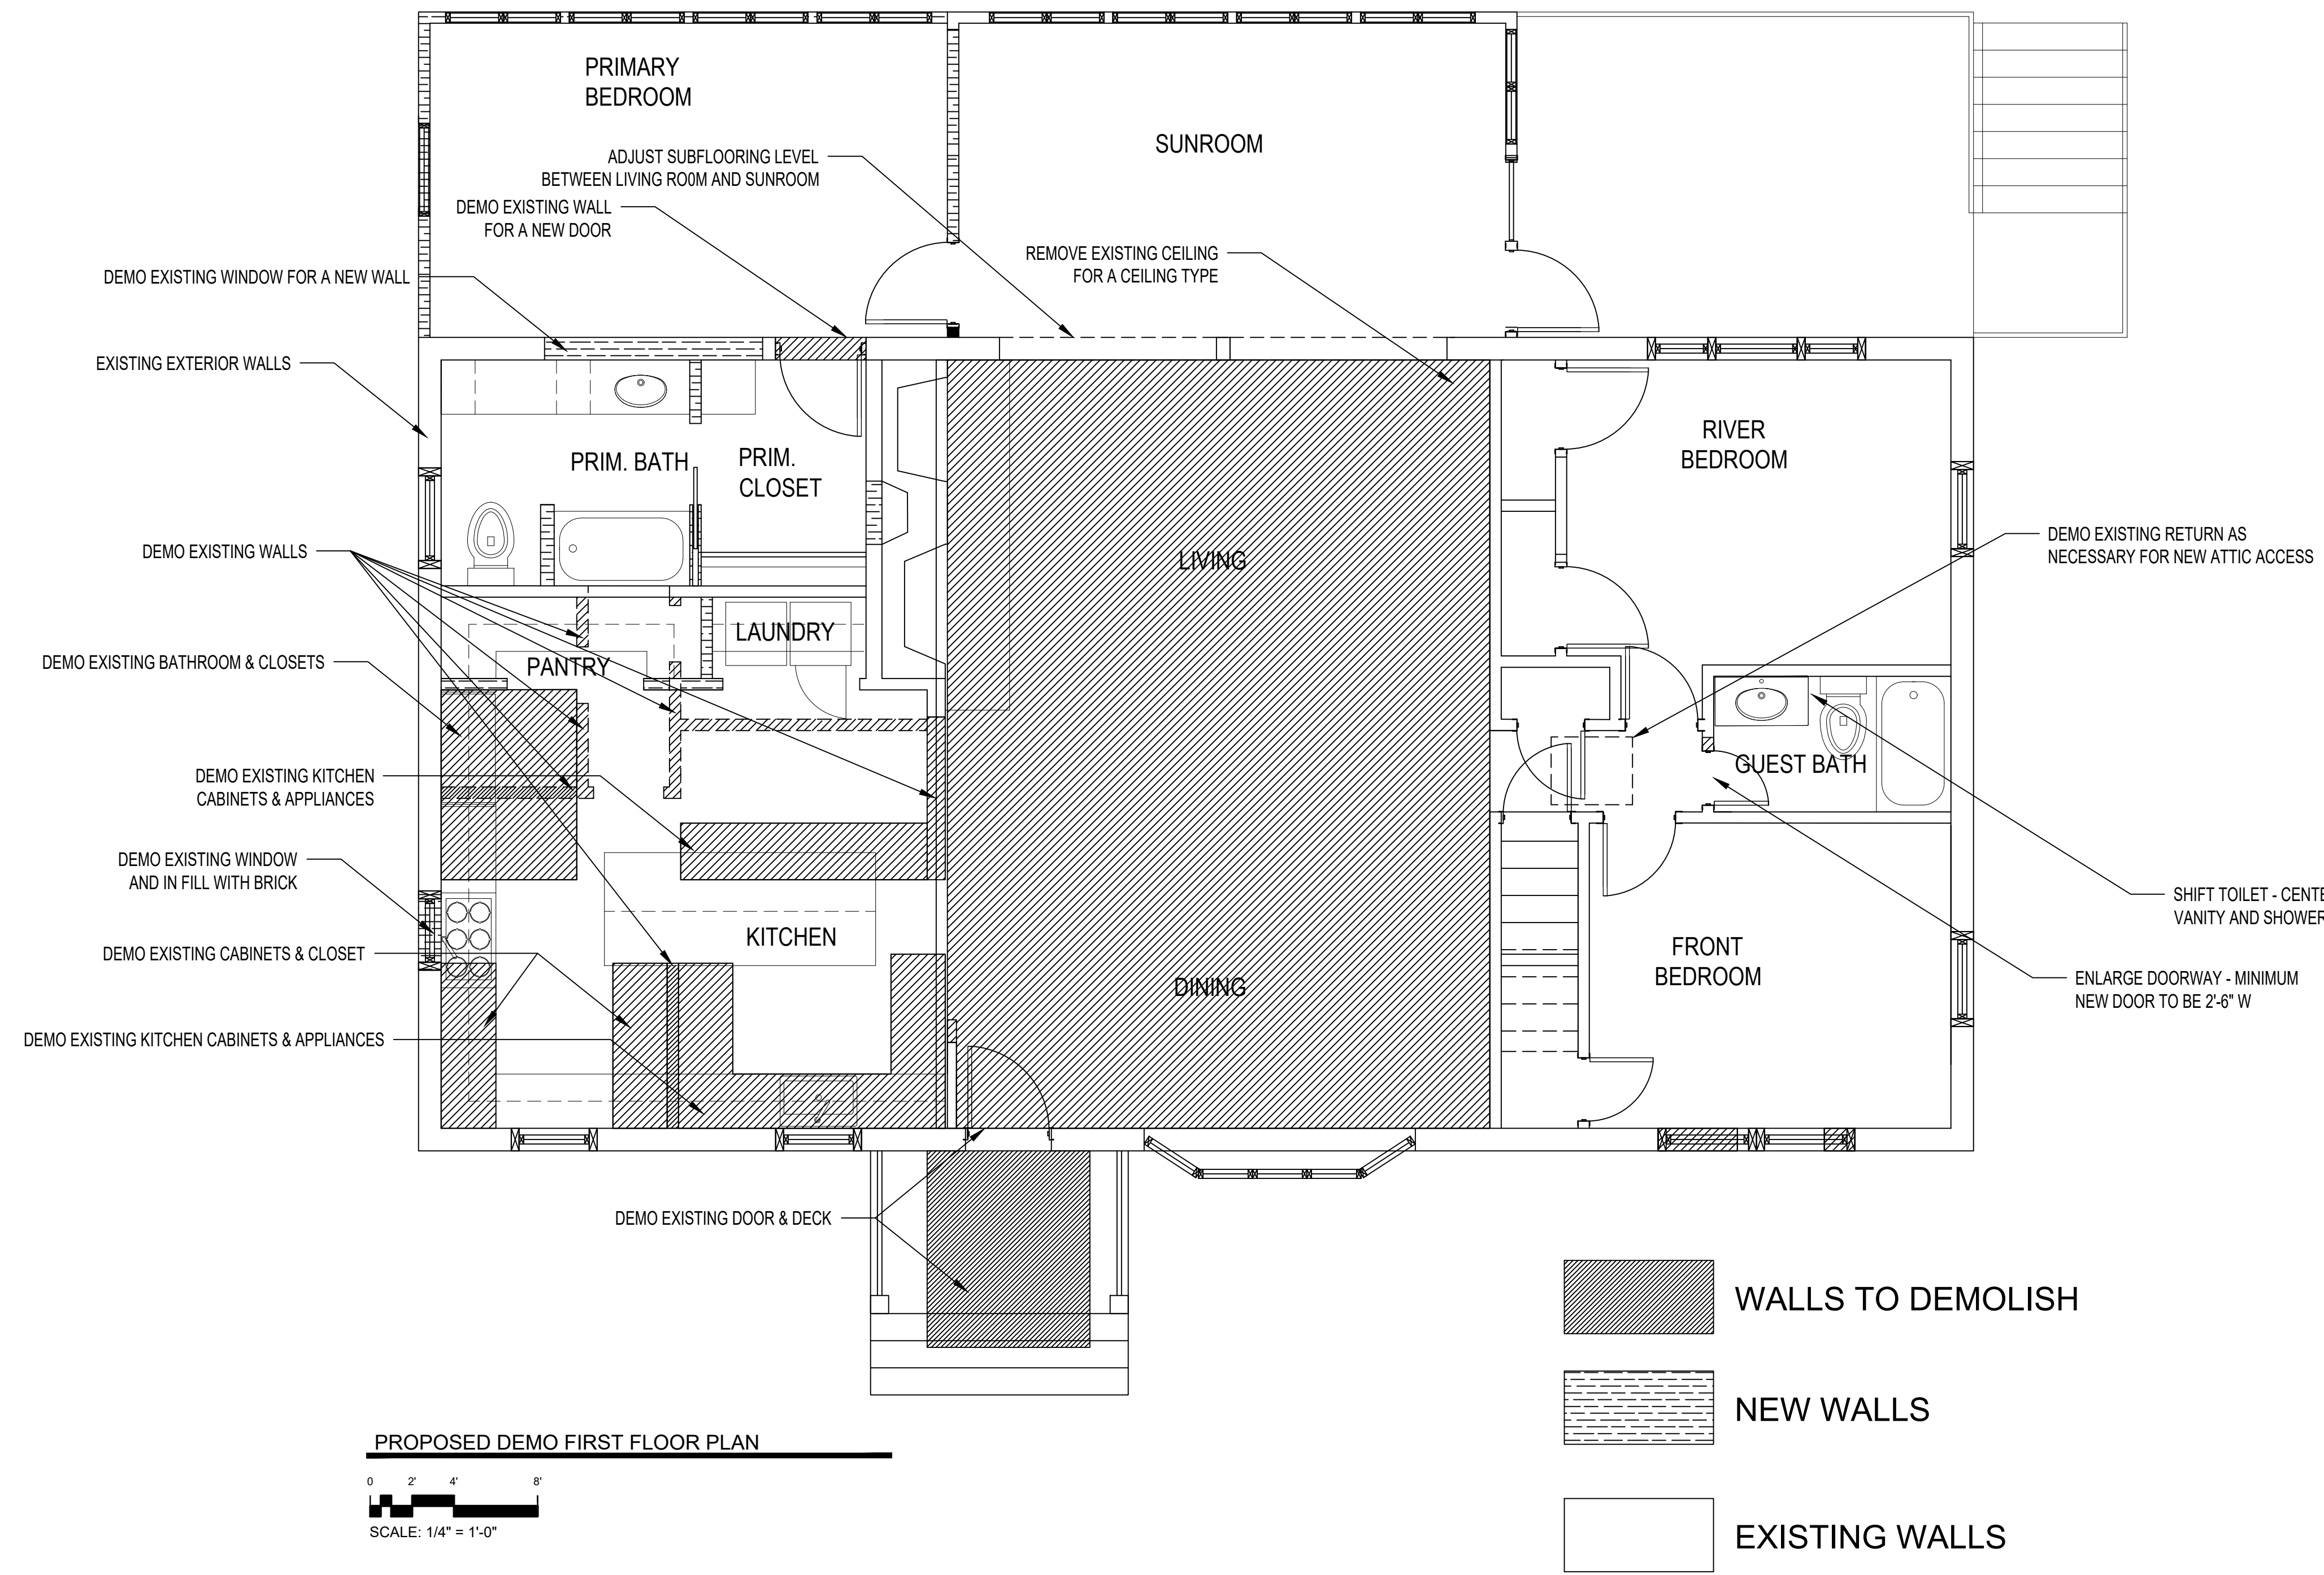 PRIMARY
BEDROOM
SUNROOM
ADJUST SUBFLOORING LEVEL
BETWEEN LIVING RO0M AND SUNROOM
DEMO EXISTING WALL
FOR A NEW DOOR
REMOVE EXISTING CEILING
FOR A CEILING TYPE
DEMO EXISTING WINDOW FOR A NEW WALL
EXISTING EXTERIOR WALLS
PRIM. BATH
PRIM.
CLOSET
RIVER
BEDROOM
DEMO EXISTING WALLS
LIVING
DEMO EXISTING RETURN AS
NECESSARY FOR NEW ATTIC ACCESS
LAUNDRY
PANTRY
DEMO EXISTING BATHROOM & CLOSETS
GUEST BATH
DEMO EXISTING KITCHEN
CABINETS & APPLIANCES
DEMO EXISTING WINDOW
AND IN FILL WITH BRICK
SHIFT TOILET - CENTE
VANITY AND SHOWER
KITCHEN
FRONT
BEDROOM
DEMO EXISTING CABINETS & CLOSET
DINING
ENLARGE DOORWAY - MINIMUM
NEW DOOR TO BE 2'-6" W
DEMO EXISTING KITCHEN CABINETS & APPLIANCES
DEMO EXISTING DOOR & DECK
WALLS TO DEMOLISH
NEW WALLS
EXISTING WALLS
PROPOSED DEMO FIRST FLOOR PLAN
0 2' 4' 8'
SCALE: 1/4" = 1'-0"